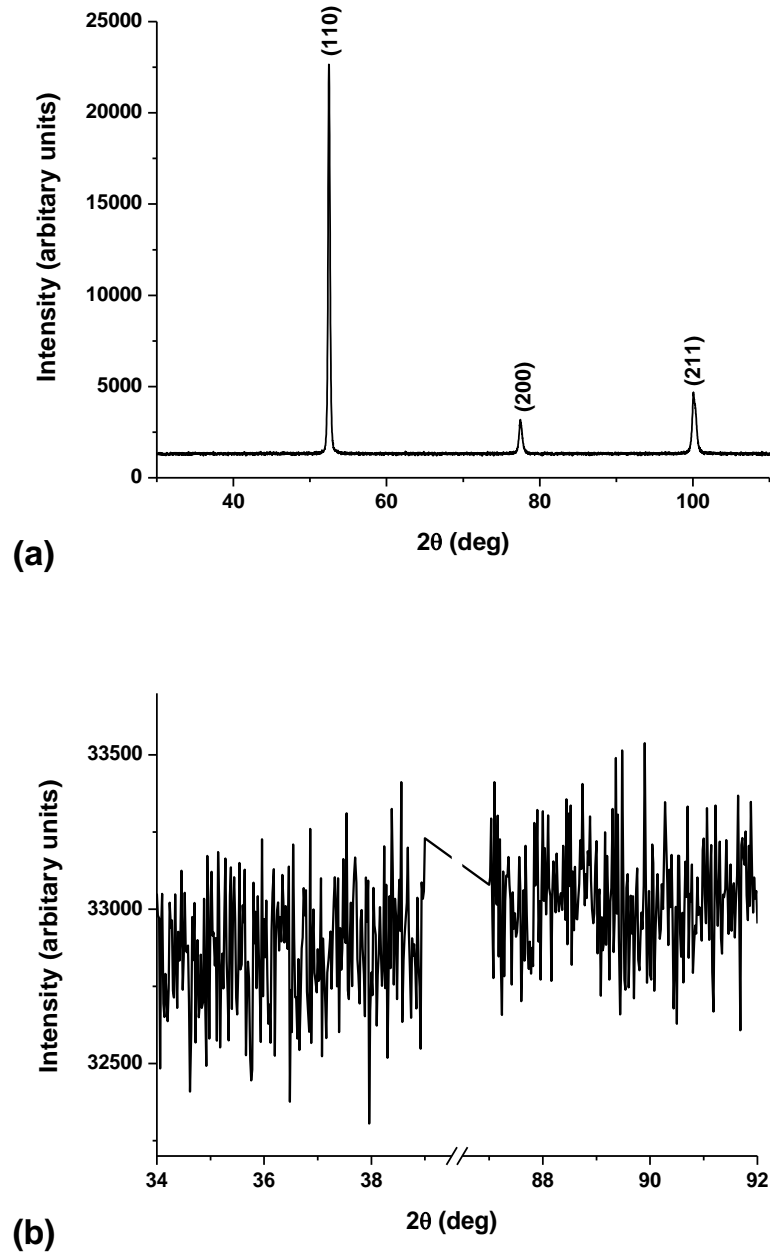 25000
20000
15000
10000
5000
0
Intensity (arbitary units)
(110)
(200)
(211)
40 60 80 100
2θ (deg)
(a)
33500
33000
32500
Intensity (arbitary units)
34 36 38 88 90 92
2θ (deg)
(b)